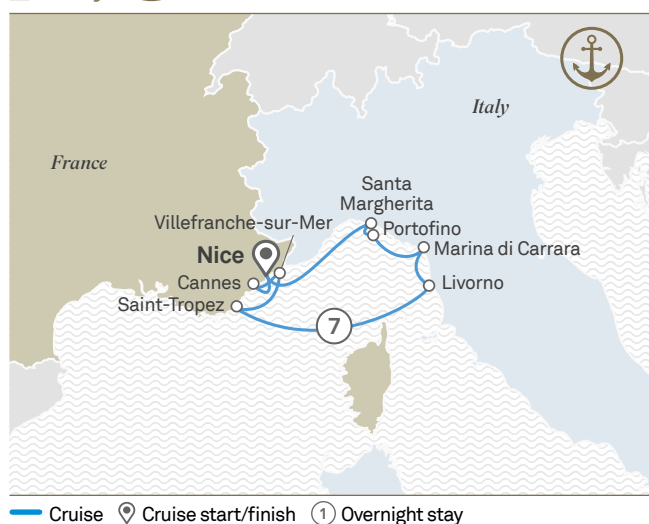 Italy
France
Santa
Margherita
Villefranche-sur-Mer
Portofino
Nice
Marina di Carrara
Cannes
Livorno
Saint-Tropez
7
Cruise Cruise start/finish 1 Overnight stay